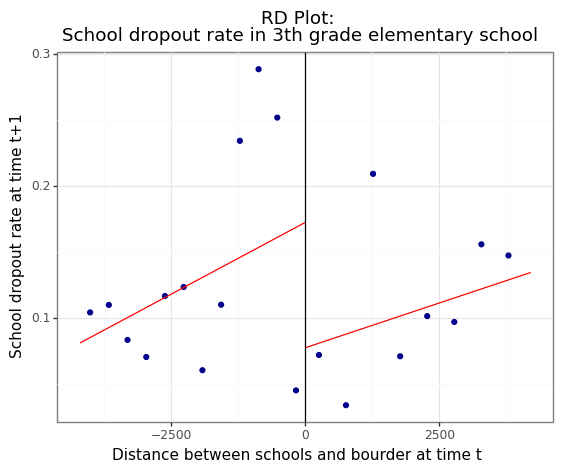 RD Plot:
School dropout rate in 3th grade elementary school
0.3
0.2
0.1
School dropout rate at time t+1
−2500
0
2500
Distance between schools and bourder at time t